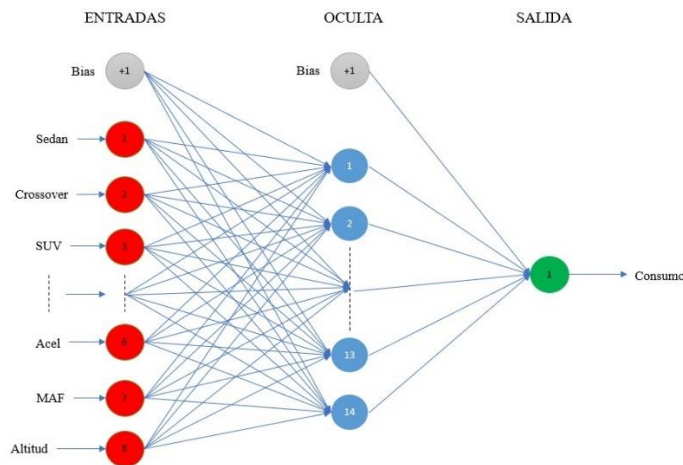 ENTRADAS OCULTA SALIDA
Bias +1 Bias +1
Sedan 1
1
Crossover 2
2
SUV 3
1 Consumo
Acel 6
13
MAF 7
14
Altitud 8